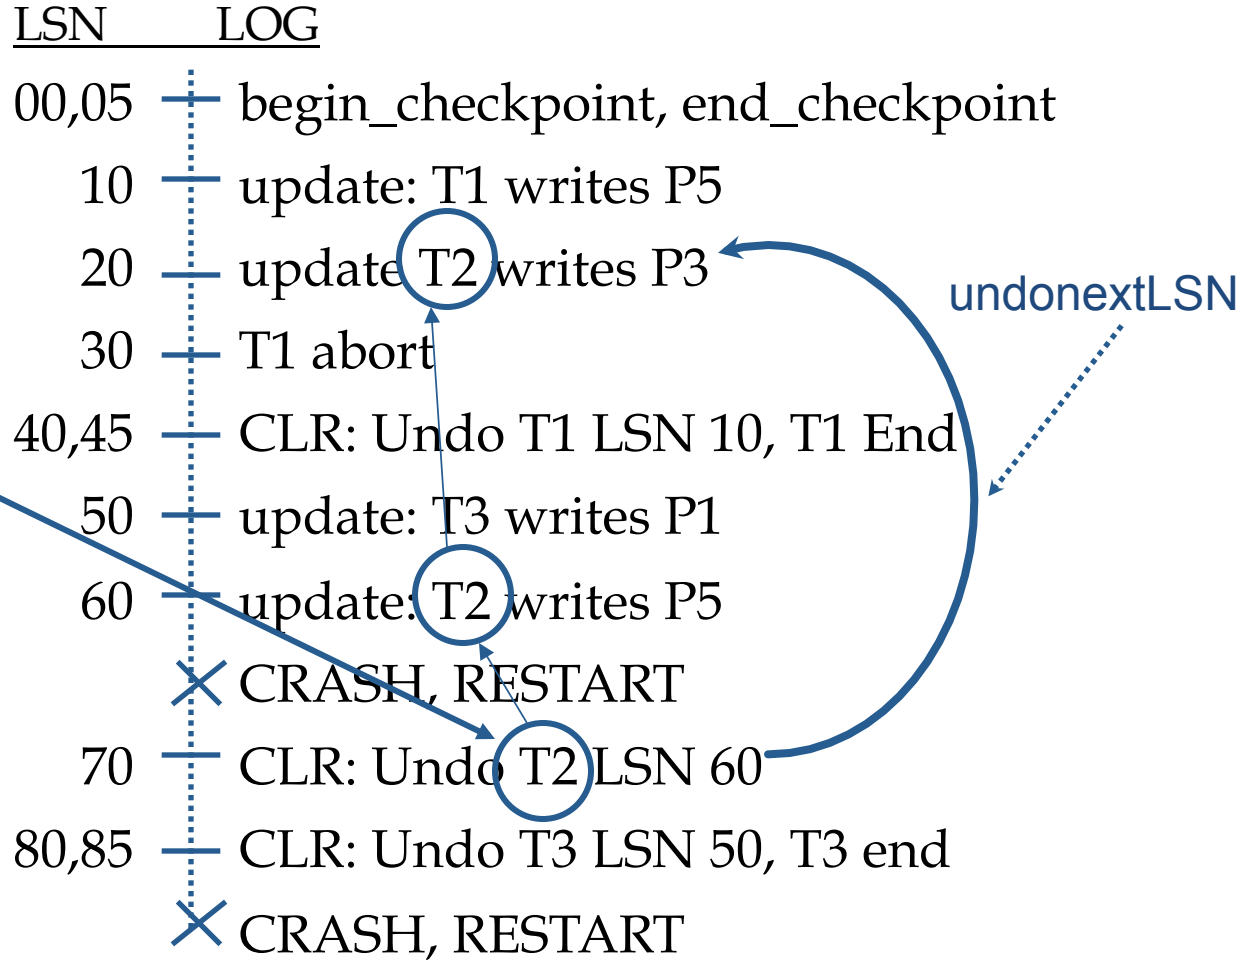 LSN LOG
00,05 begin_checkpoint, end_checkpoint
10 update: T1 writes P5
20 update T2 writes P3
undonextLSN
30 T1 abort
40,45 CLR: Undo T1 LSN 10, T1 End
50 update: T3 writes P1
60 update: T2 writes P5
CRASH, RESTART
70 CLR: Undo T2 LSN 60
80,85 CLR: Undo T3 LSN 50, T3 end
CRASH, RESTART